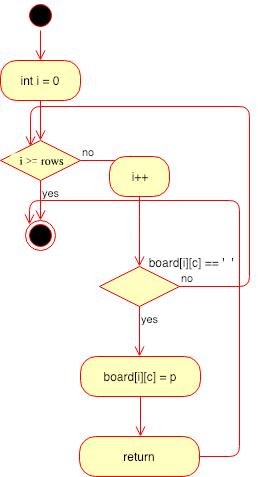 int i = 0
i >= rows
no
yes
i++
board[i][c] == ' '
no
yes
board[i][c] = p
return